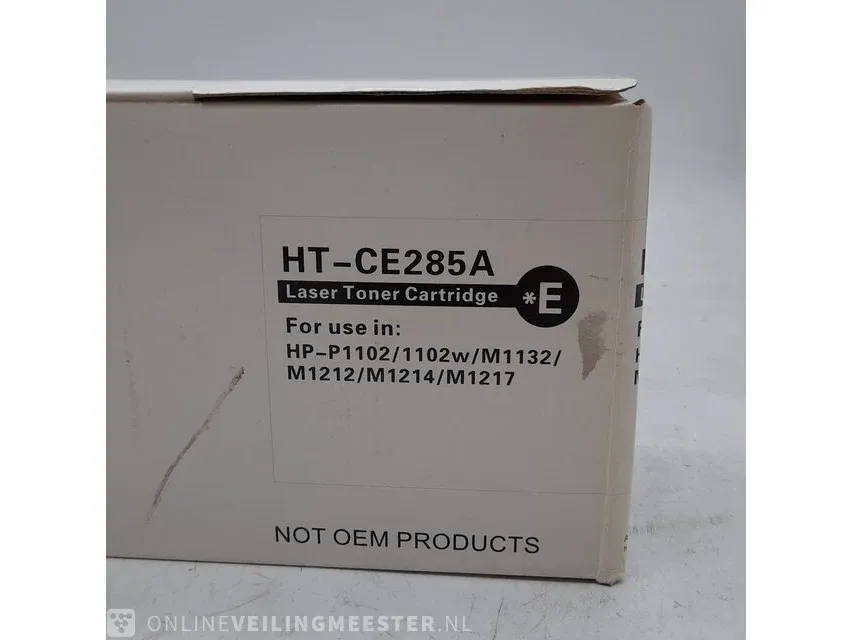 HT-CE285A
Laser Toner Cartridge
*E
For use in:
HP-P1102/1102w/M1132/
M1212/M1214/M1217
NOT OEM PRODUCTS
ONLINEVEILINGMEESTER.NL